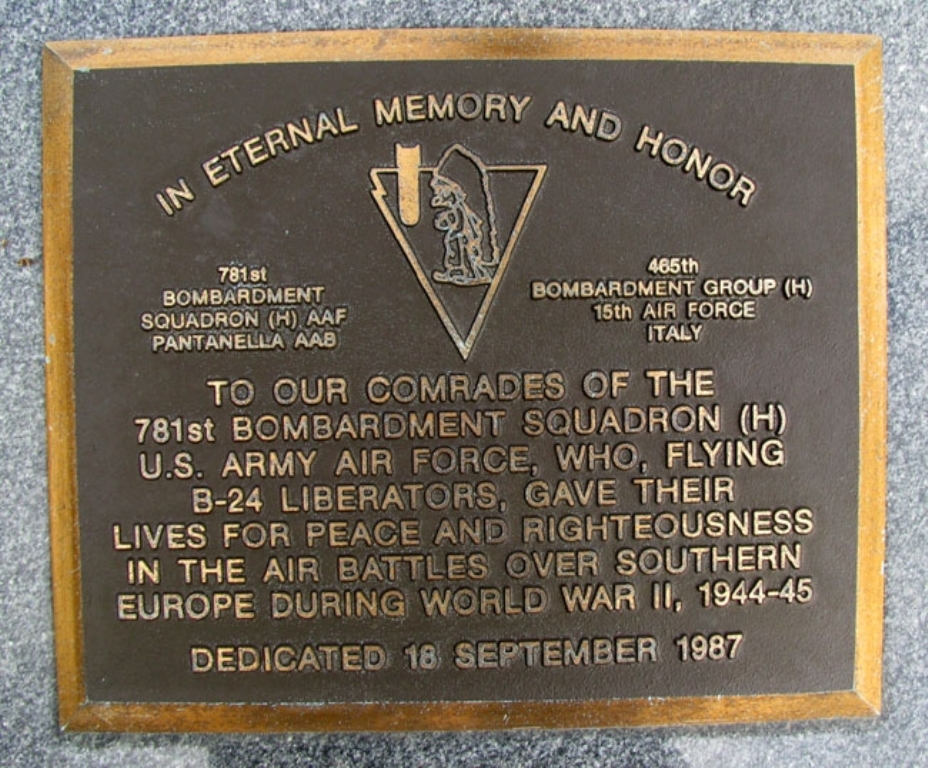 IN ETERNAL MEMORY AND HONOR
781st
BOMBARDMENT
SQUADRON (H) AAF
PANTANELLA AAB
465th
BOMBARDMENT GROUP (H)
15th AIR FORCE
ITALY
TO OUR COMRADES OF THE
781st BOMBARDMENT SQUADRON (H)
U.S. ARMY AIR FORCE, WHO, FLYING
B-24 LIBERATORS, GAVE THEIR
LIVES FOR PEACE AND RIGHTEOUSNESS
IN THE AIR BATTLES OVER SOUTHERN
EUROPE DURING WORLD WAR II, 1944-45
DEDICATED 18 SEPTEMBER 1987